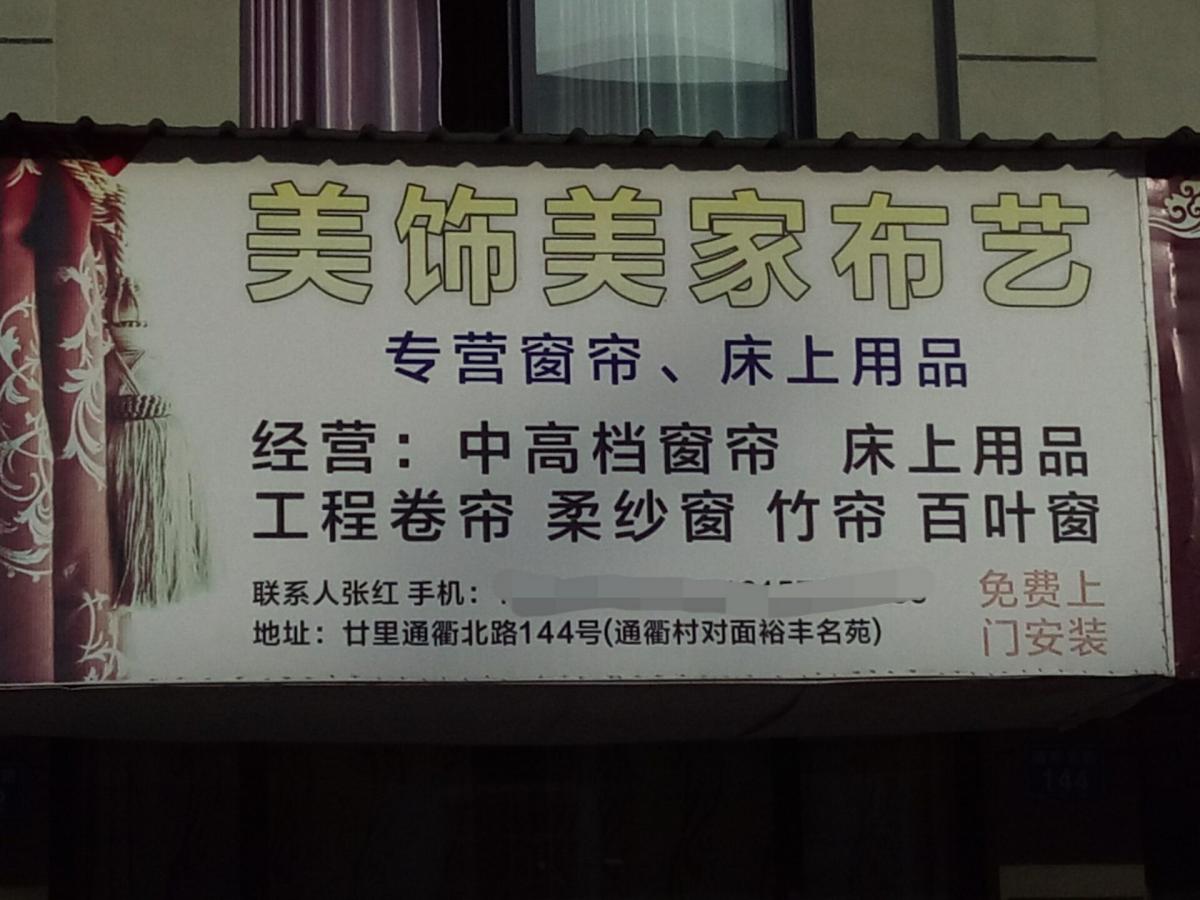 美饰美家布艺
专营窗帘、床上用品
经营：中高档窗帘 床上用品
工程卷帘 柔纱窗 竹帘 百叶窗
联系人张红 手机：
地址：廿里通衢北路144号(通衢村对面裕丰名苑)
免费上
门安装
144